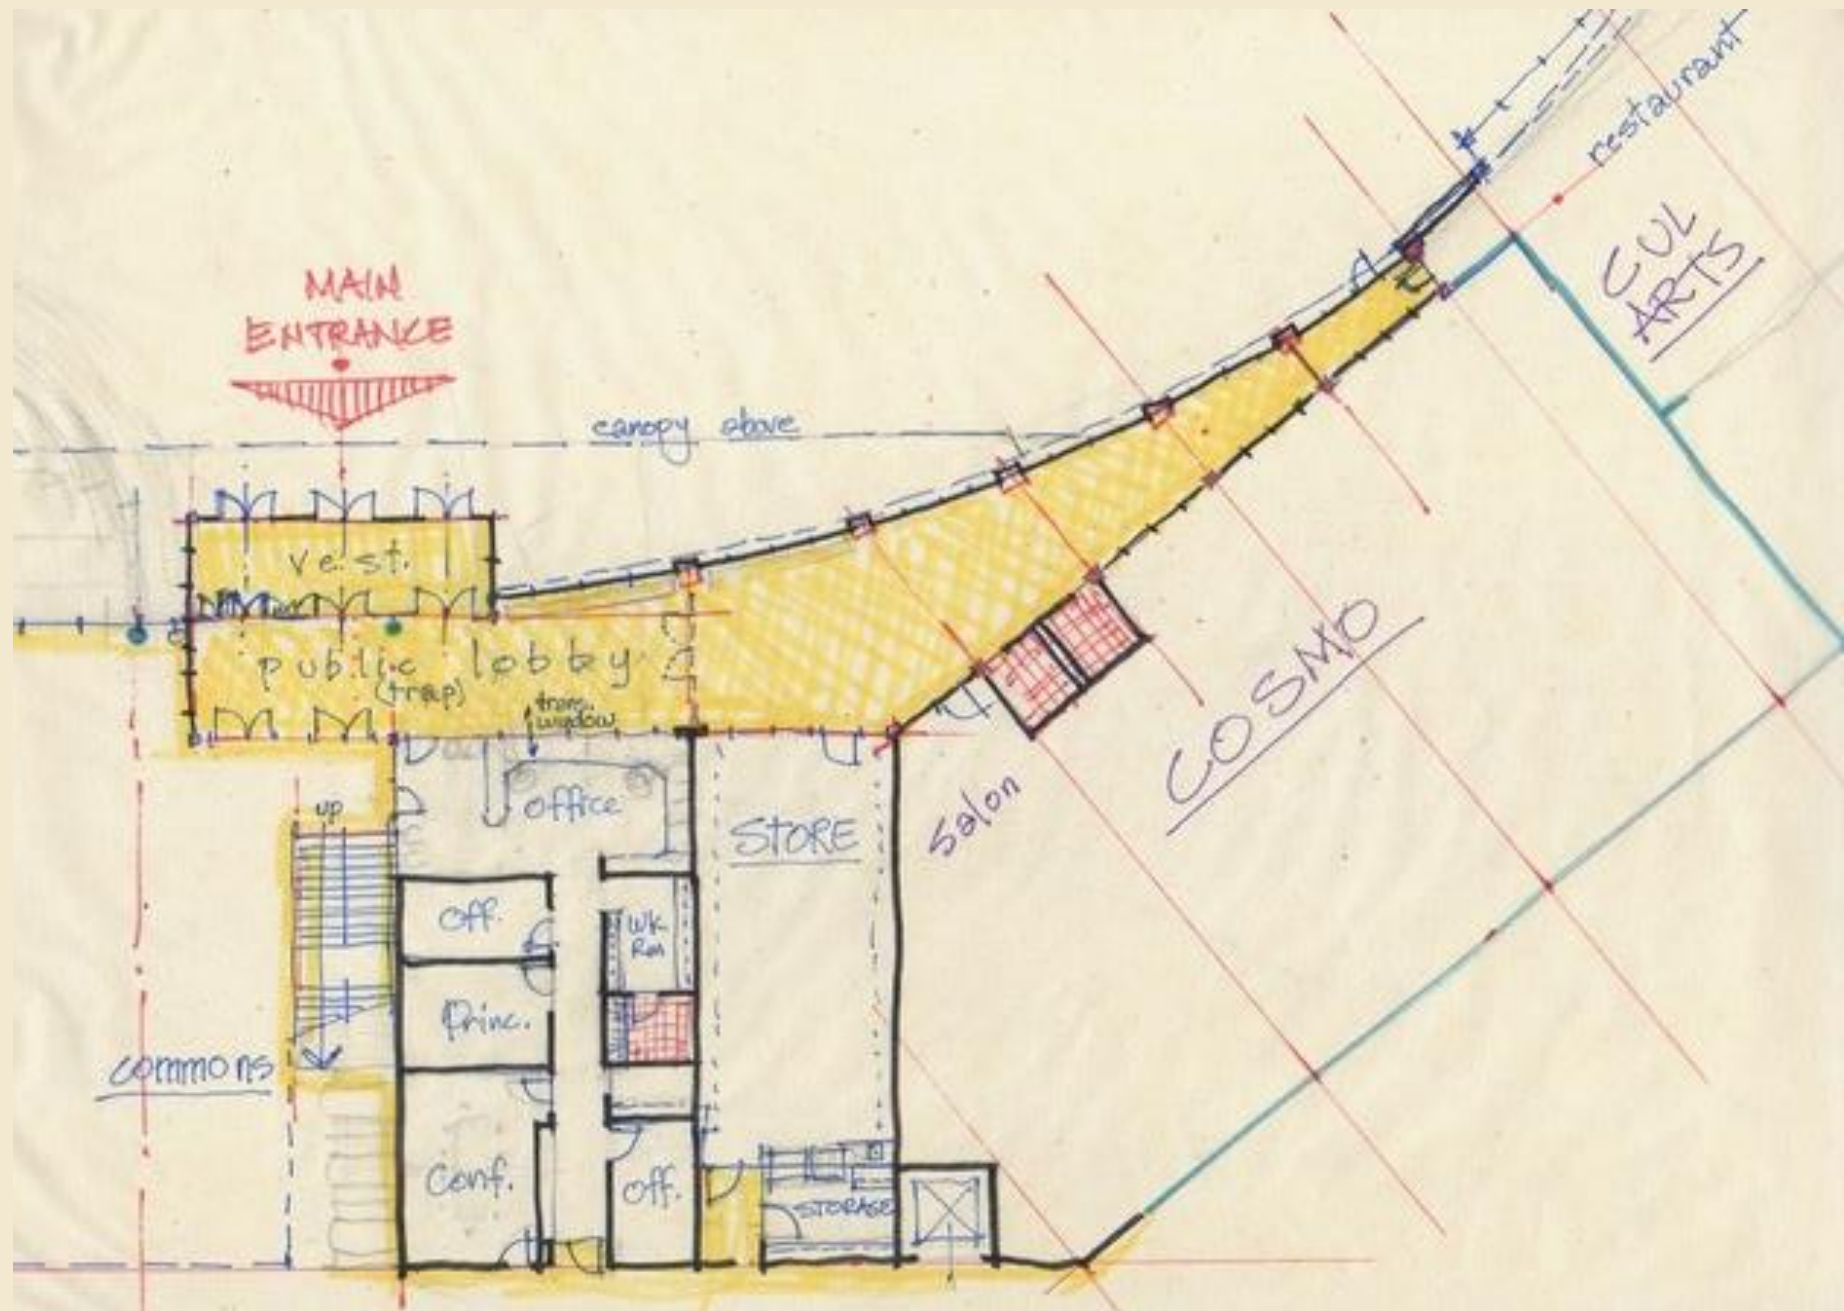 restaurant
CUL
ARTS
MAIN
ENTRANCE
canopy above
vest.
public lobby
(trap)
trans.
window
COSMO
Salon
up
office
STORE
Off.
WK
Rm
Princ.
commons
Conf.
Off.
STORAGE